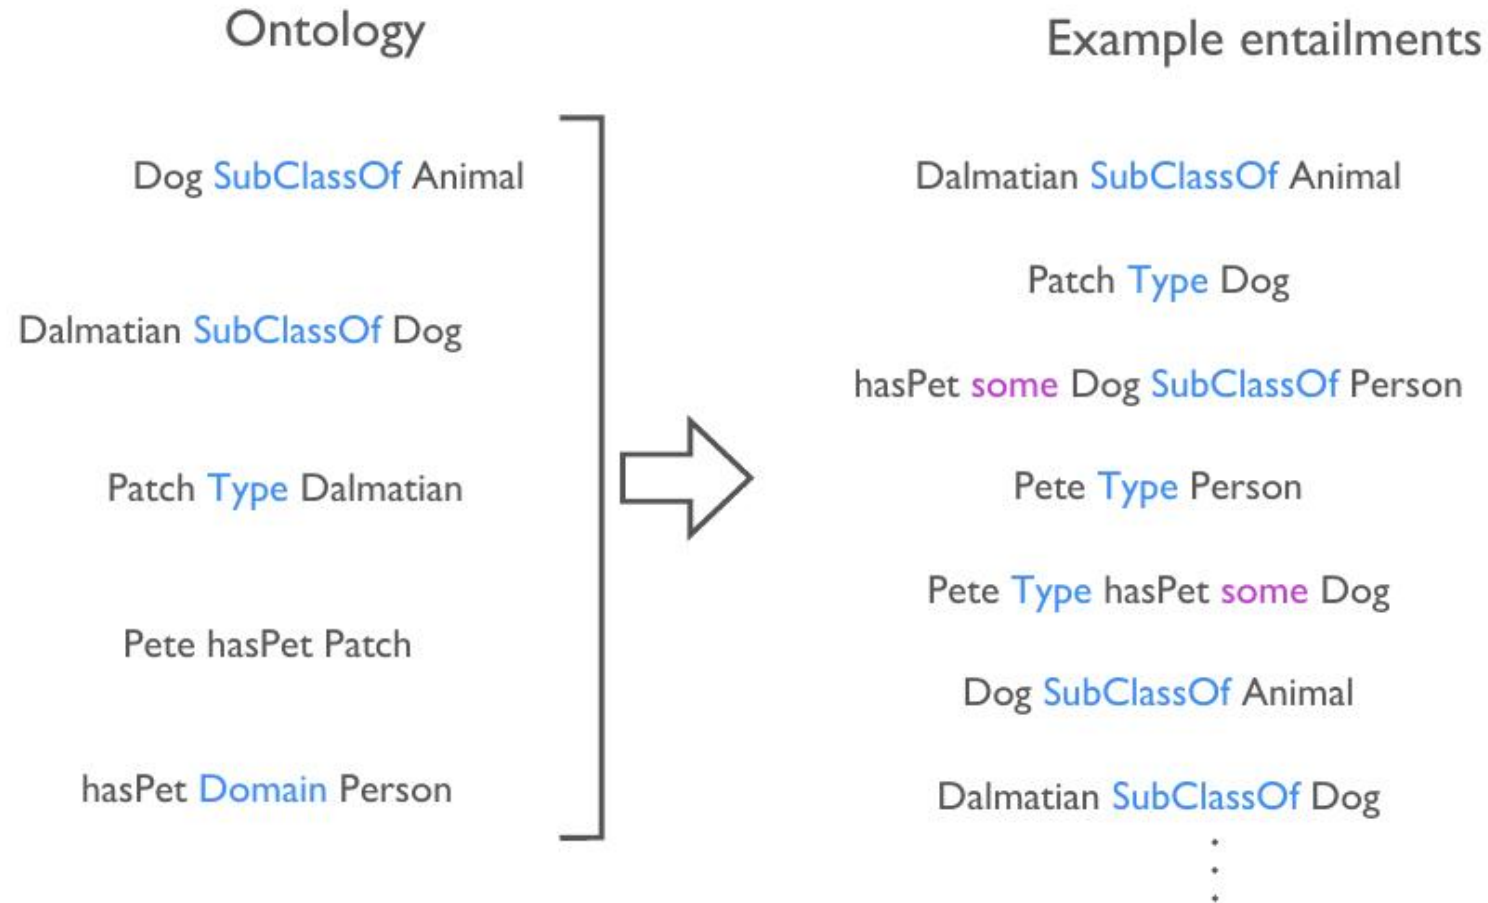 Ontology
Dog SubClassOf Animal
Dalmatian SubClassOf Dog
Patch Type Dalmatian
Pete hasPet Patch
hasPet Domain Person
Example entailments
Dalmatian SubClassOf Animal
Patch Type Dog
hasPet some Dog SubClassOf Person
Pete Type Person
Pete Type hasPet some Dog
Dog SubClassOf Animal
Dalmatian SubClassOf Dog